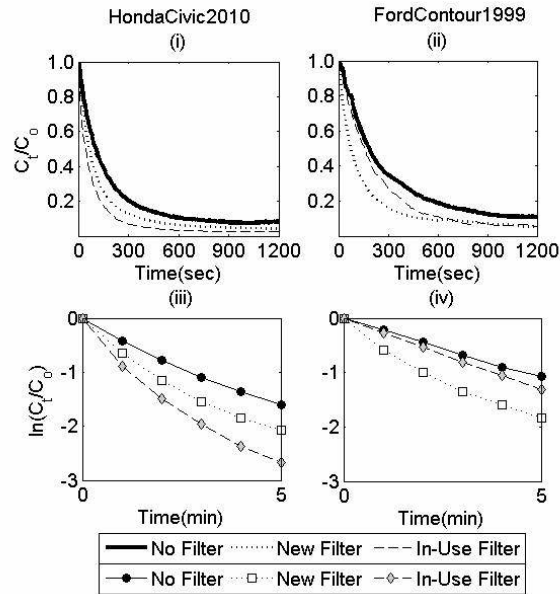 HondaCivic2010 FordContour1999
(i) (ii)
1.0 1.0
0.8 0.8
0.6 0.6
0.4 0.4
0.2 0.2
Ct/Co
0 300 600 900 1200 0 300 600 900 1200
Time(sec) Time(sec)
(iii) (iv)
0 0
-1 -1
-2 -2
-3 -3
ln(Ct/Co)
0 5 0 5
Time(min) Time(min)
No Filter New Filter In-Use Filter
No Filter New Filter In-Use Filter